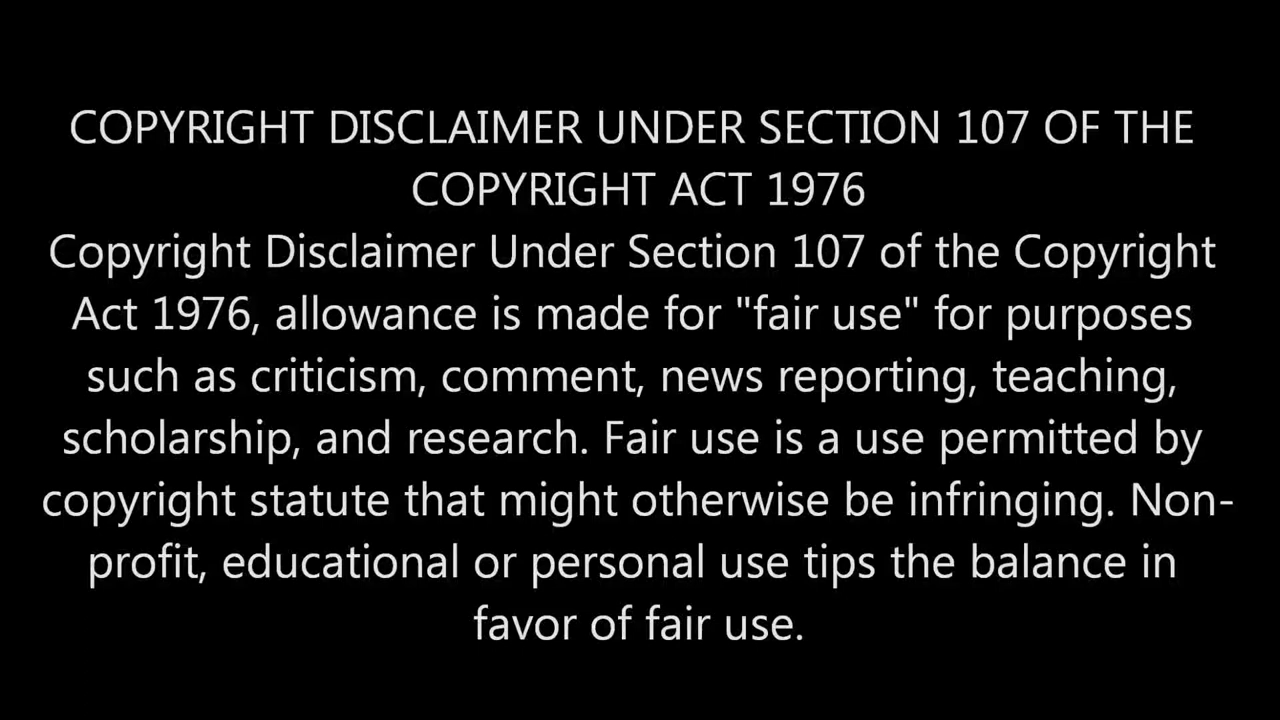 COPYRIGHT DISCLAIMER UNDER SECTION 107 OF THE
COPYRIGHT ACT 1976
Copyright Disclaimer Under Section 107 of the Copyright
Act 1976, allowance is made for "fair use" for purposes
such as criticism, comment, news reporting, teaching,
scholarship, and research. Fair use is a use permitted by
copyright statute that might otherwise be infringing. Non-
profit, educational or personal use tips the balance in
favor of fair use.